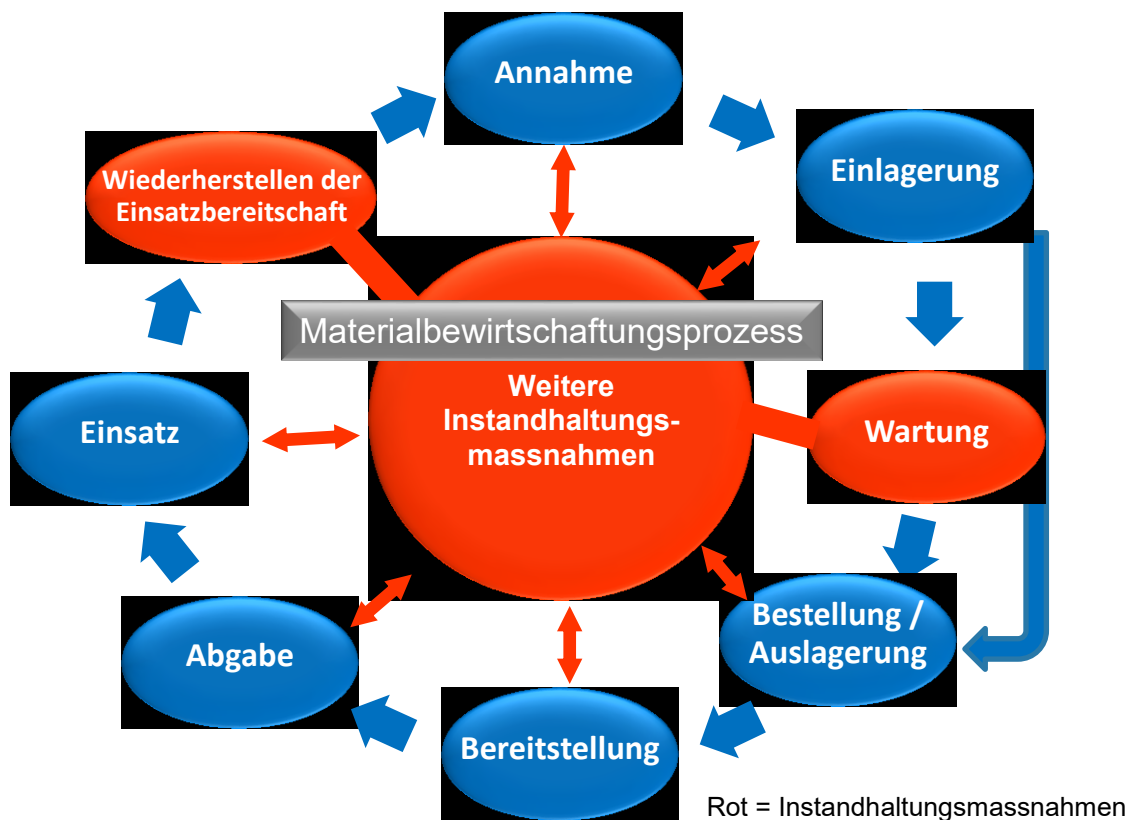 Annahme
Einlagerung
Wiederherstellen der
Einsatzbereitschaft
Materialbewirtschaftungsprozess
Weitere
Instandhaltungs-
massnahmen
Wartung
Einsatz
Bestellung /
Auslagerung
Abgabe
Bereitstellung
Rot = Instandhaltungsmassnahmen